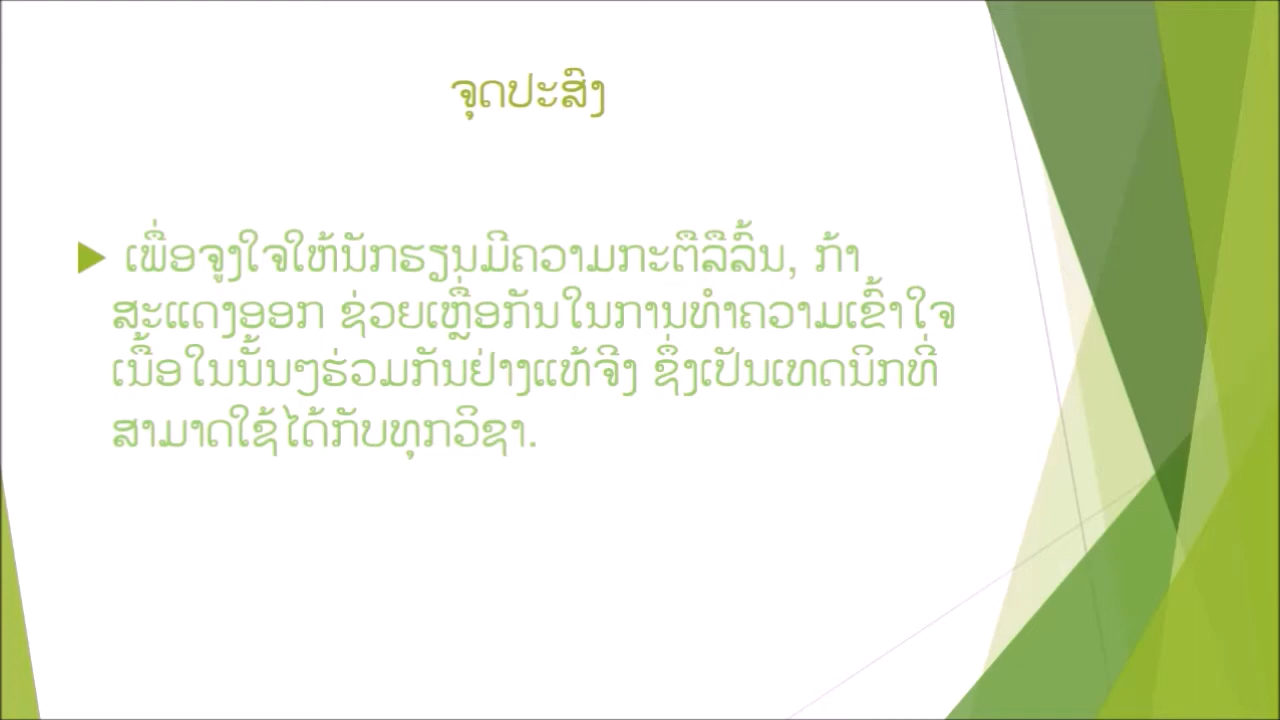 ຈຸດປະສົງ
ເພື່ອຈູງໃຈໃຫ້ນັກຮຽນມີຄວາມກະຕືລືລົ້ນ, ກ້າ
ສະແດງອອກ ຊ່ວຍເຫຼື່ອກັນໃນການທຳຄວາມເຂົ້າໃຈ
ເນື້ອໃນນັ້ນໆຮ່ວມກັນຢ່າງແທ້ຈີງ ຊຶ່ງເປັນເທດນິກທີ່
ສາມາດໃຊ້ໄດ້ກັບທຸກວິຊາ.